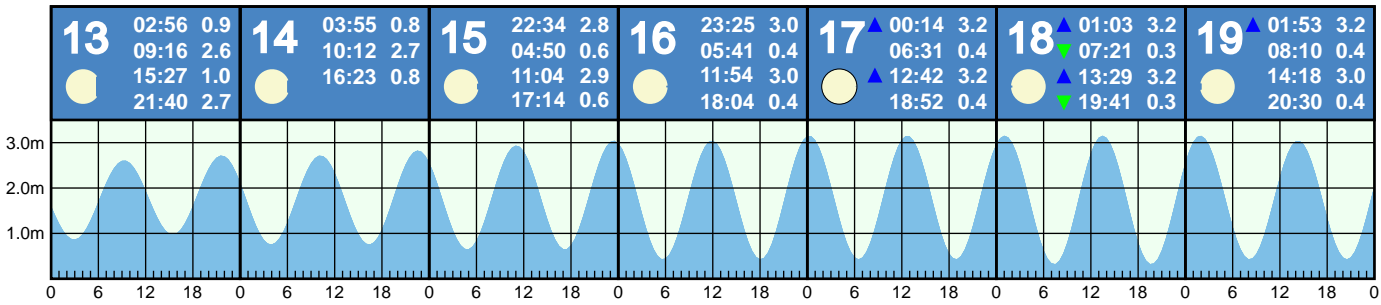 13
02:56 0.9
09:16 2.6
15:27 1.0
21:40 2.7
14
03:55 0.8
10:12 2.7
16:23 0.8
15
22:34 2.8
04:50 0.6
11:04 2.9
17:14 0.6
16
23:25 3.0
05:41 0.4
11:54 3.0
18:04 0.4
17
▲ 00:14 3.2
06:31 0.4
▲ 12:42 3.2
18:52 0.4
18
▲ 01:03 3.2
▼ 07:21 0.3
▲ 13:29 3.2
▼ 19:41 0.3
19
▲ 01:53 3.2
08:10 0.4
14:18 3.0
20:30 0.4
3.0m
2.0m
1.0m
0 6 12 18 0 6 12 18 0 6 12 18 0 6 12 18 0 6 12 18 0 6 12 18 0 6 12 18 0